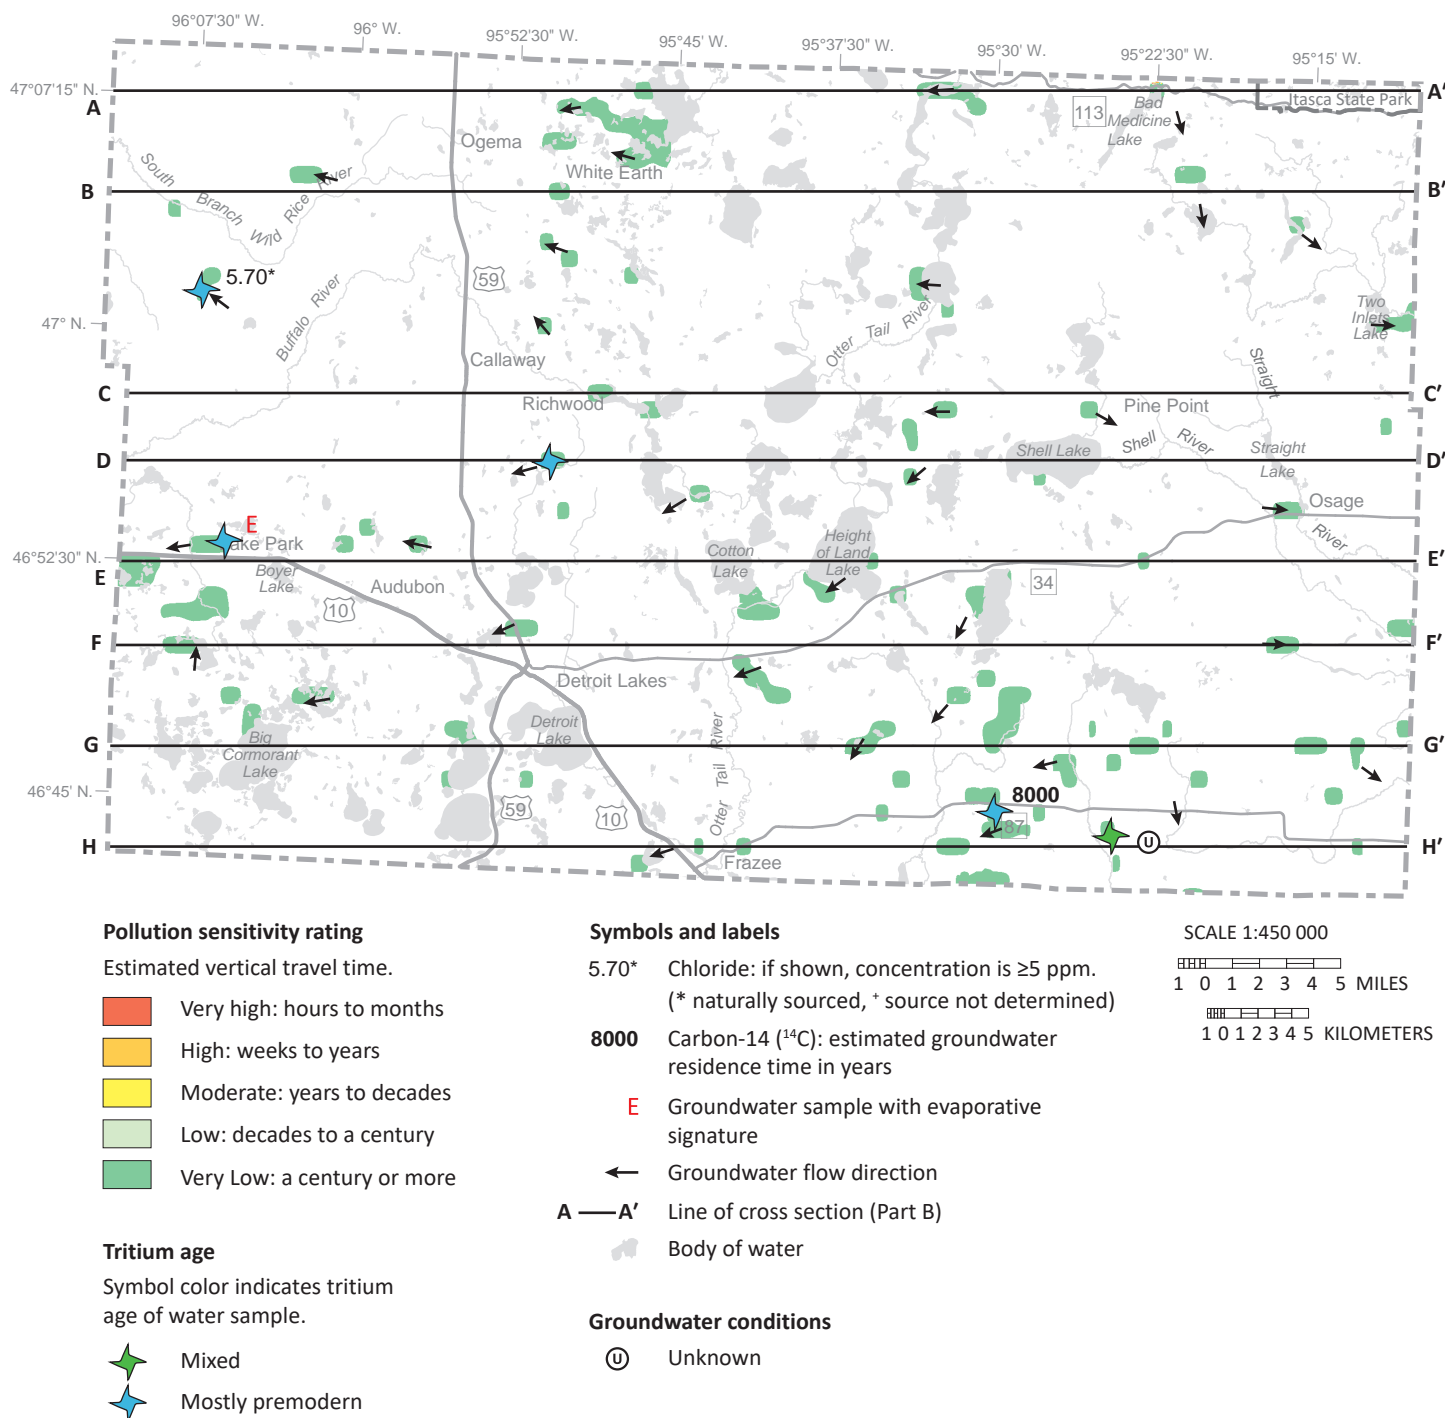 96°07'30" W.
96° W.
95°52'30" W.
95°45' W.
95°37'30" W.
95°30' W.
95°22'30" W.
95°15' W.
47°07'15" N.
A
A'
Itasca State Park
113
Bad
Medicine
Lake
Ogema
White Earth
South
Branch
Wild
Rice
River
B
B'
5.70*
59
Buffalo River
47° N.
Two
Inlets
Lake
Otter Tail River
Callaway
Straight
C
C'
Richwood
Pine Point
Shell River
Shell Lake
Straight
Lake
D
D'
Osage
River
E
Lake Park
46°52'30" N.
E
E'
Boyer
Lake
Audubon
10
Cotton
Lake
Height
of Land
Lake
34
F
F'
Detroit Lakes
Otter Tail River
Detroit
Lake
G
G'
Big
Cormorant
Lake
46°45' N.
59
10
8000
87
U
H
H'
Frazee
Pollution sensitivity rating
Estimated vertical travel time.
Very high: hours to months
High: weeks to years
Moderate: years to decades
Low: decades to a century
Very Low: a century or more
Tritium age
Symbol color indicates tritium
age of water sample.
Mixed
Mostly premodern
Symbols and labels
5.70* Chloride: if shown, concentration is ≥5 ppm.
(* naturally sourced, ⁺ source not determined)
8000 Carbon-14 (¹⁴C): estimated groundwater
residence time in years
E Groundwater sample with evaporative
signature
Groundwater flow direction
A — A' Line of cross section (Part B)
Body of water
Groundwater conditions
U Unknown
SCALE 1:450 000
1 0 1 2 3 4 5 MILES
1 0 1 2 3 4 5 KILOMETERS